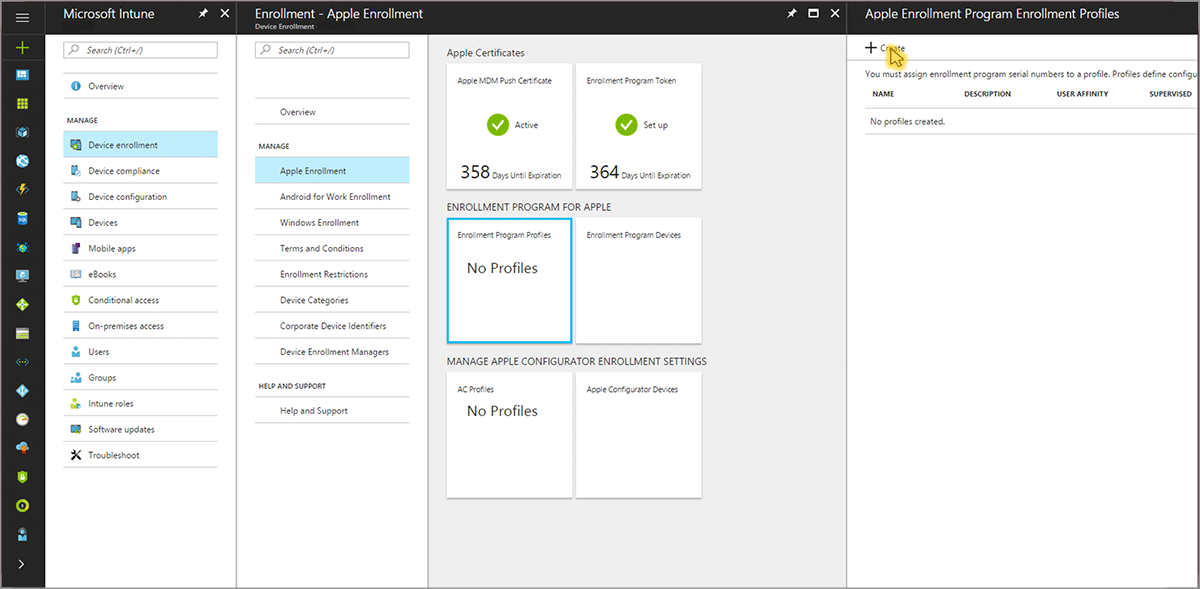 Microsoft Intune
Search (Ctrl+/)
Overview
MANAGE
Device enrollment
Device compliance
Device configuration
Devices
Mobile apps
eBooks
Conditional access
On-premises access
Users
Groups
Intune roles
Software updates
Troubleshoot
Enrollment - Apple Enrollment
Device Enrollment
Search (Ctrl+/)
Overview
MANAGE
Apple Enrollment
Android for Work Enrollment
Windows Enrollment
Terms and Conditions
Enrollment Restrictions
Device Categories
Corporate Device Identifiers
Device Enrollment Managers
HELP AND SUPPORT
Help and Support
Apple Certificates
Apple MDM Push Certificate
Active
358 Days Until Expiration
Enrollment Program Token
Set up
364 Days Until Expiration
ENROLLMENT PROGRAM FOR APPLE
Enrollment Program Profiles
No Profiles
Enrollment Program Devices
MANAGE APPLE CONFIGURATOR ENROLLMENT SETTINGS
AC Profiles
No Profiles
Apple Configurator Devices
Apple Enrollment Program Enrollment Profiles
Create
You must assign enrollment program serial numbers to a profile. Profiles define configu
NAME DESCRIPTION USER AFFINITY SUPERVISED
No profiles created.